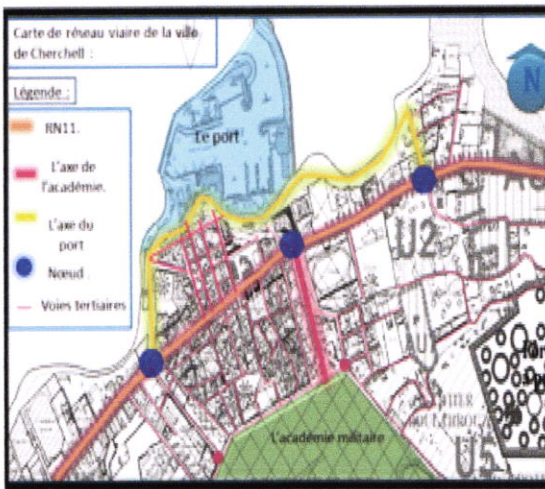 Carte de réseau viaire de la ville
de Cherchell :
Légende :
RN11.
L'axe de
l'académie.
L'axe du
port
Nœud
Voies tertiaires
Le port
N
U2
L'académie militaire